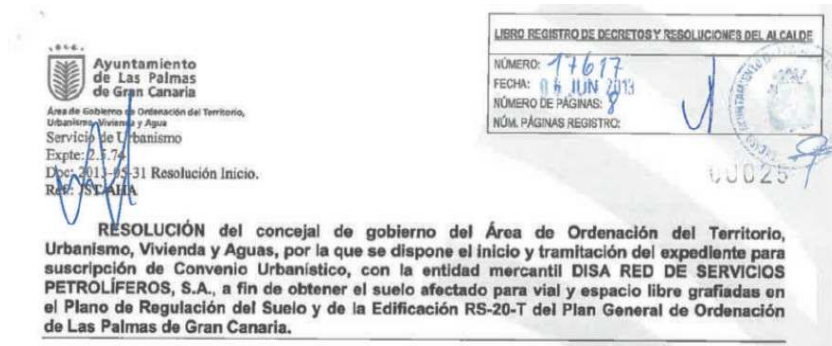 Ayuntamiento
de Las Palmas
de Gran Canaria
Área de Gobierno de Ordenación del Territorio,
Urbanismo, Vivienda y Agua
Servicio de Urbanismo
Expte: 2.5.74
Doc: 2013-05-31 Resolución Inicio.
Ref: JST/AHA
LIBRO REGISTRO DE DECRETOS Y RESOLUCIONES DEL ALCALDE
NÚMERO: 17617
FECHA: 06 JUN 2013
NÚMERO DE PÁGINAS: 8
NÚM. PÁGINAS REGISTRO:
00025
RESOLUCIÓN del concejal de gobierno del Área de Ordenación del Territorio,
Urbanismo, Vivienda y Aguas, por la que se dispone el inicio y tramitación del expediente para
suscripción de Convenio Urbanístico, con la entidad mercantil DISA RED DE SERVICIOS
PETROLÍFEROS, S.A., a fin de obtener el suelo afectado para vial y espacio libre grafiadas en
el Plano de Regulación del Suelo y de la Edificación RS-20-T del Plan General de Ordenación
de Las Palmas de Gran Canaria.